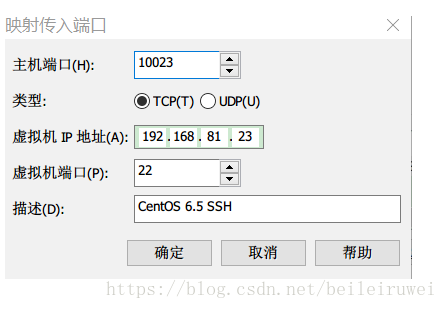 映射传入端口
主机端口(H): 10023
类型: TCP(T) UDP(U)
虚拟机 IP 地址(A): 192 . 168 . 81 . 23
虚拟机端口(P): 22
描述(D): CentOS 6.5 SSH
确定 取消 帮助
https://blog.csdn.net/beileiruwei